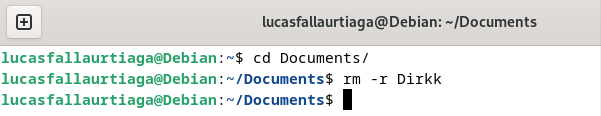 lucasfallaurtiaga@Debian: ~/Documents
lucasfallaurtiaga@Debian:~$ cd Documents/
lucasfallaurtiaga@Debian:~/Documents$ rm -r Dirkk
lucasfallaurtiaga@Debian:~/Documents$